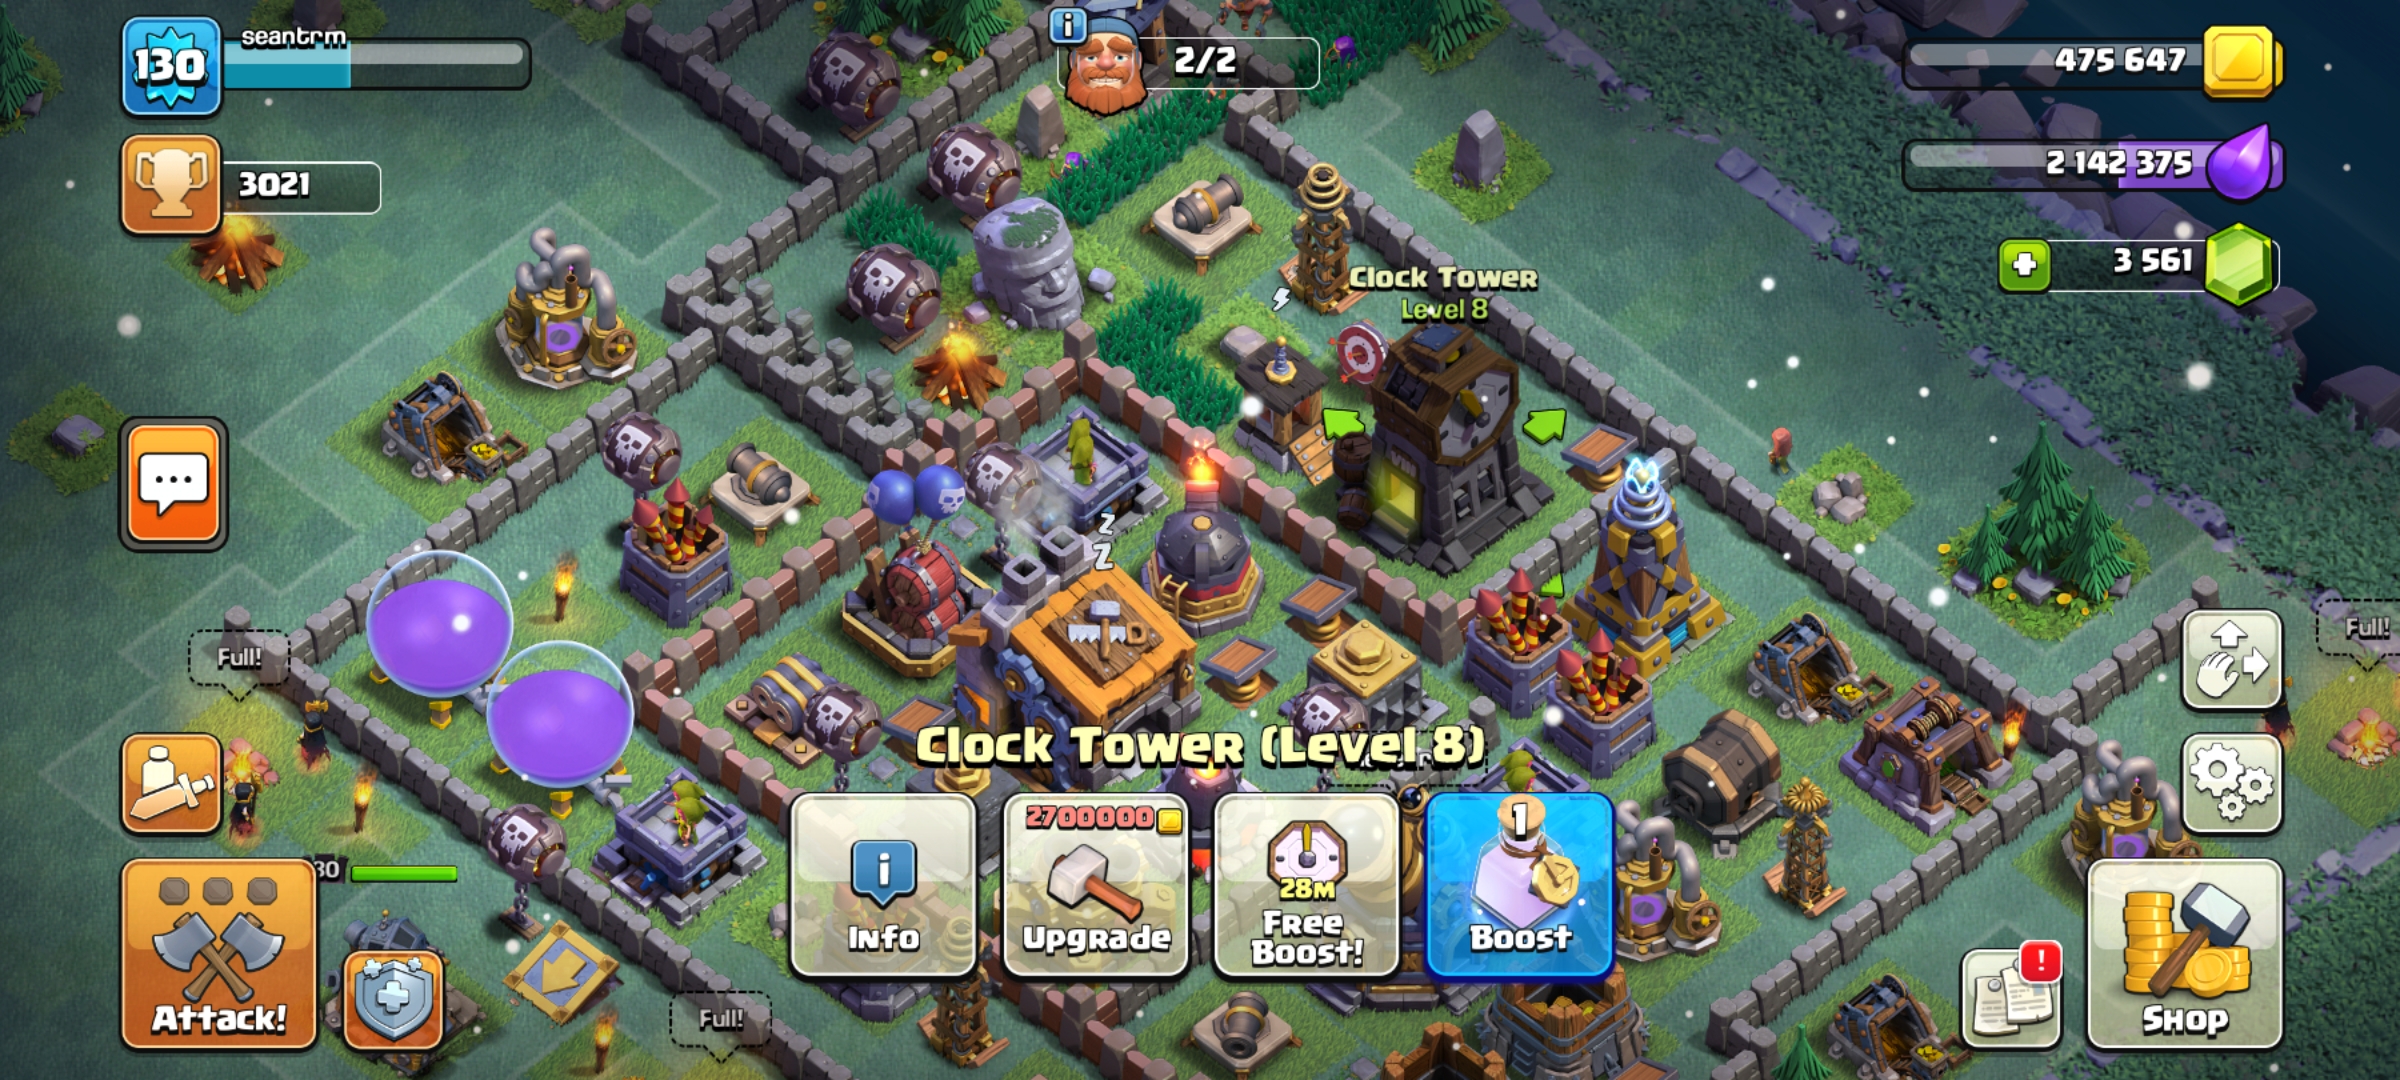 130
seantrm
2/2
475 647
3021
2 142 375
3 561
Clock Tower
Level 8
z
z
Full!
Full!
Clock Tower (Level 8)
30
2700000
1
28M
Info
Upgrade
Free
Boost!
Boost
Attack!
Full!
!
Shop